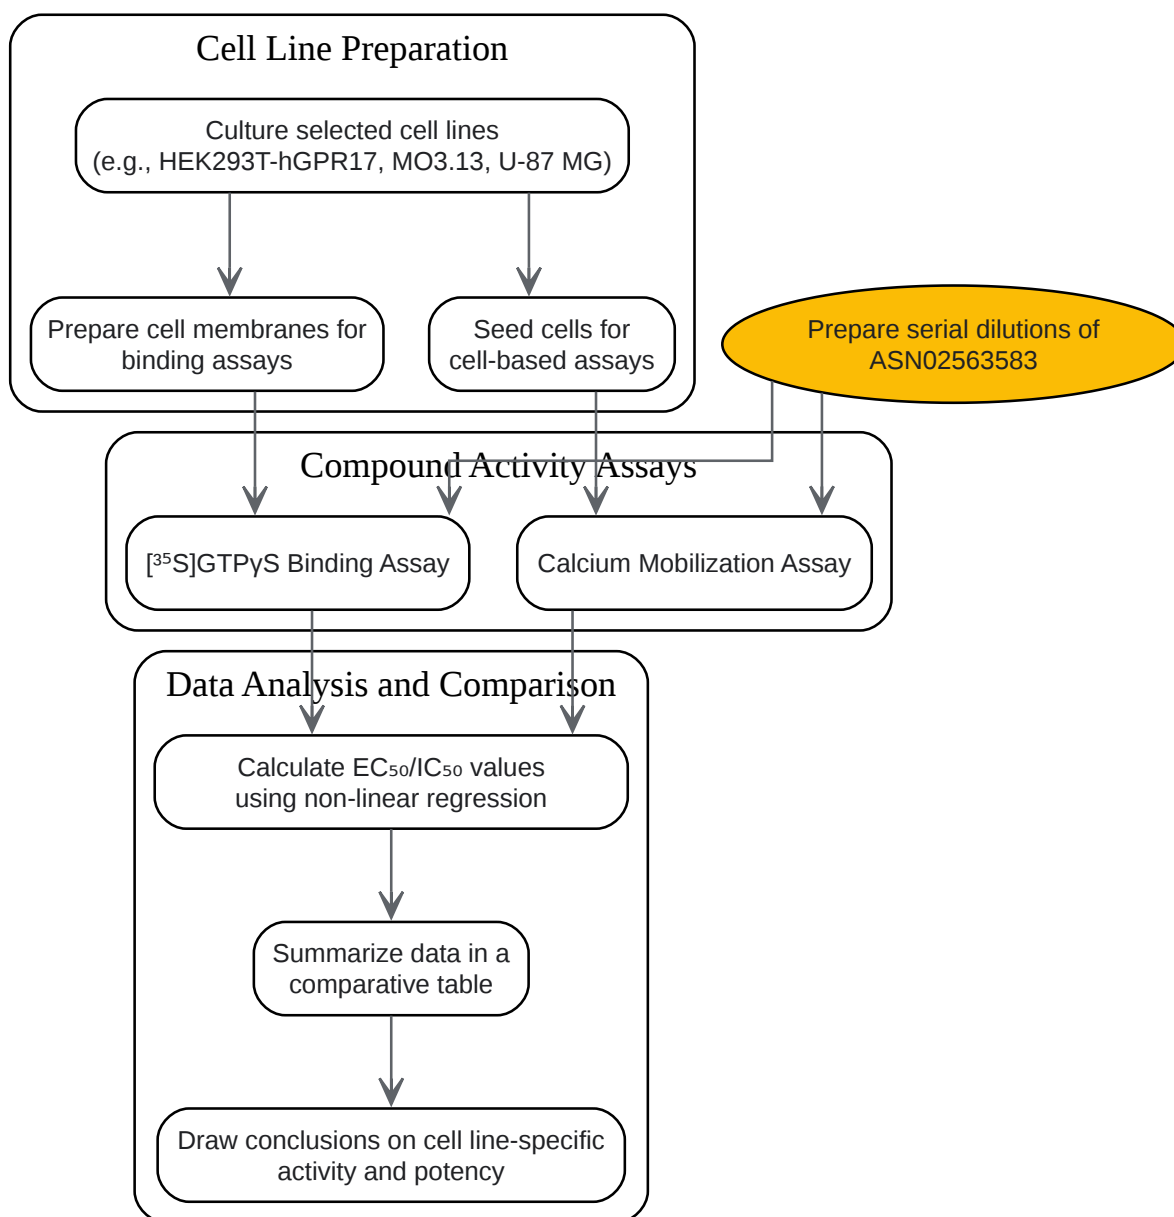 Cell Line Preparation
Culture selected cell lines
(e.g., HEK293T-hGPR17, MO3.13, U-87 MG)
Prepare cell membranes for
binding assays
Seed cells for
cell-based assays
Prepare serial dilutions of
ASN02563583
Compound Activity Assays
[³⁵S]GTPγS Binding Assay
Calcium Mobilization Assay
Data Analysis and Comparison
Calculate EC₅₀/IC₅₀ values
using non-linear regression
Summarize data in a
comparative table
Draw conclusions on cell line-specific
activity and potency